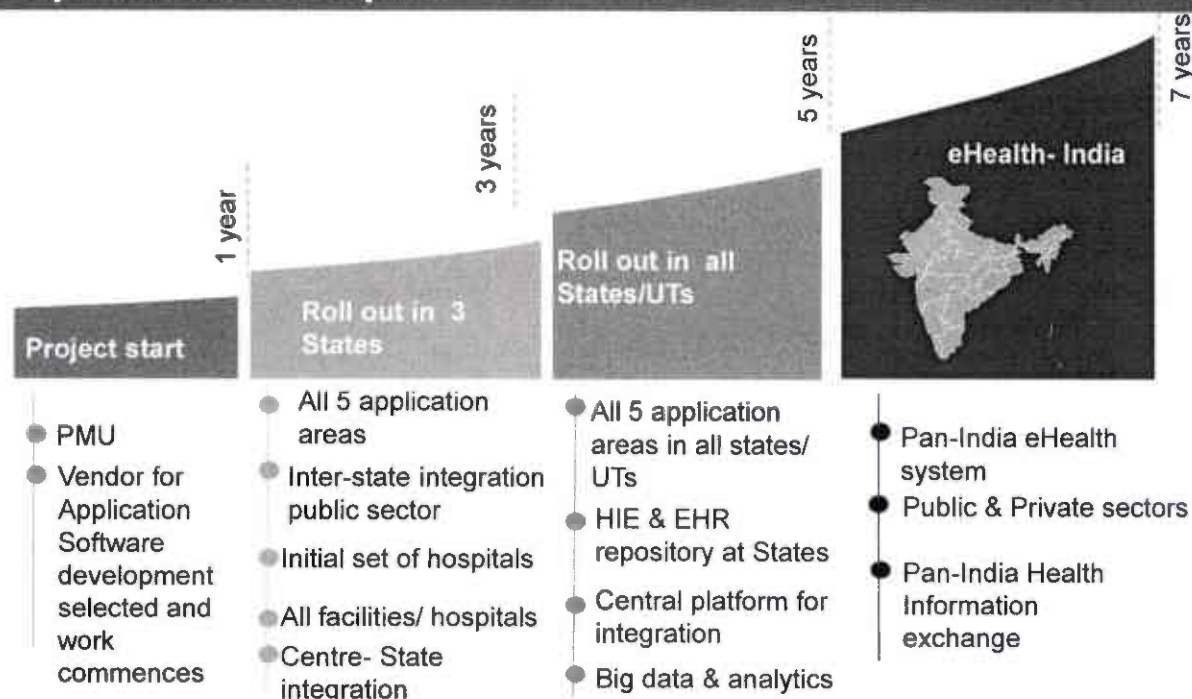 1 year
3 years
5 years
7 years
Project start
Roll out in 3
States
Roll out in all
States/UTs
eHealth- India
PMU
Vendor for
Application
Software
development
selected and
work
commences
All 5 application
areas
Inter-state integration
public sector
Initial set of hospitals
All facilities/ hospitals
Centre- State
integration
All 5 application
areas in all states/
UTs
HIE & EHR
repository at States
Central platform for
integration
Big data & analytics
Pan-India eHealth
system
Public & Private sectors
Pan-India Health
Information
exchange